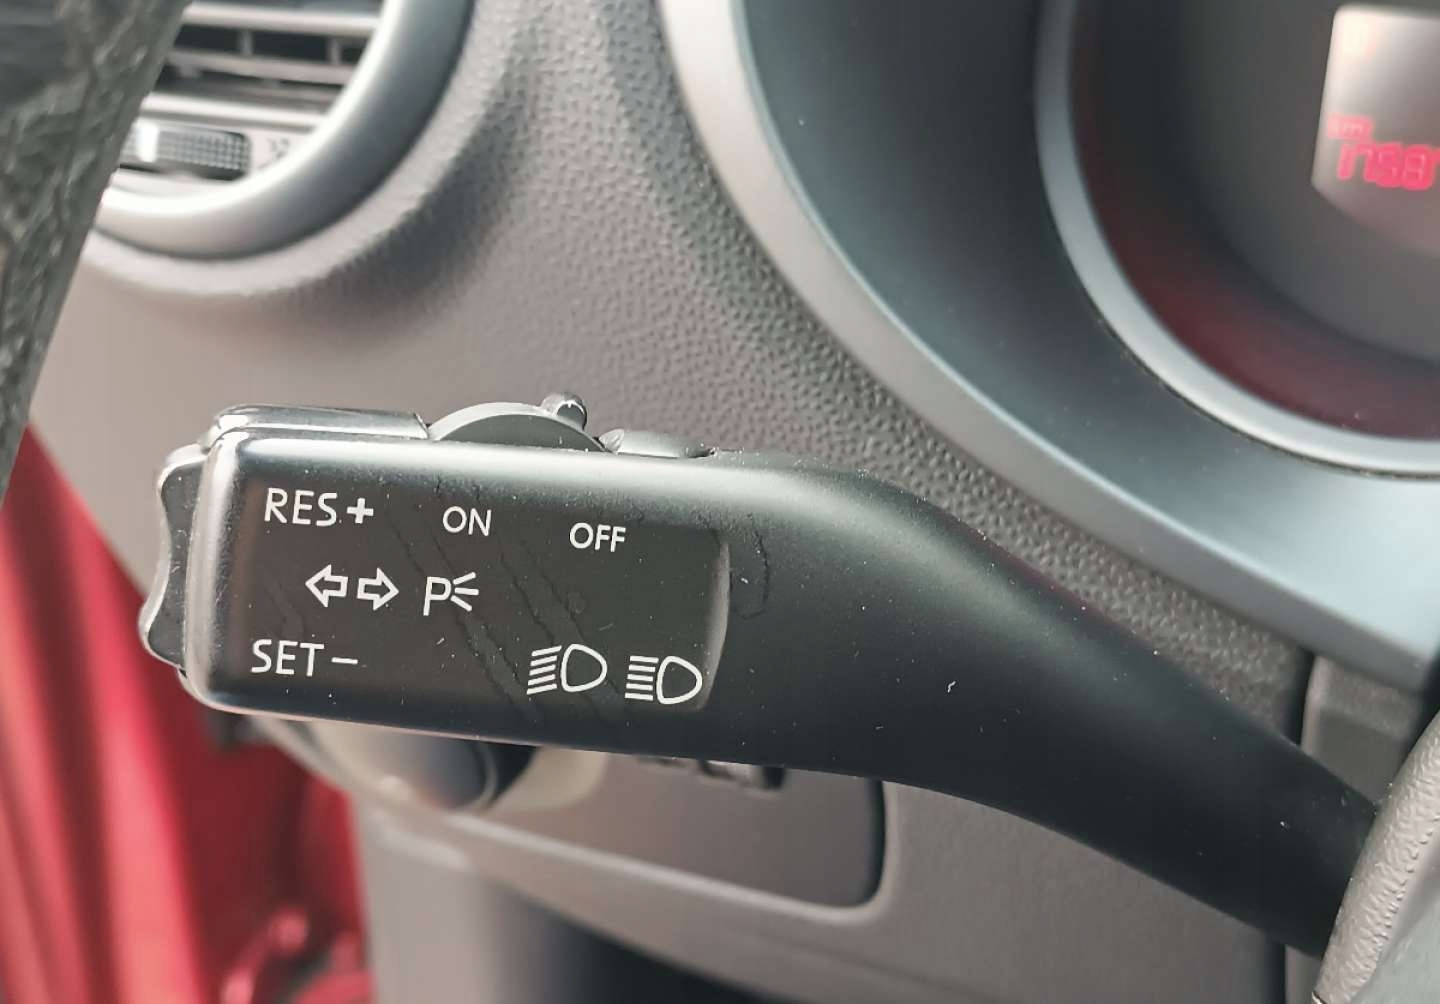 RES+ ON OFF
P
SET−